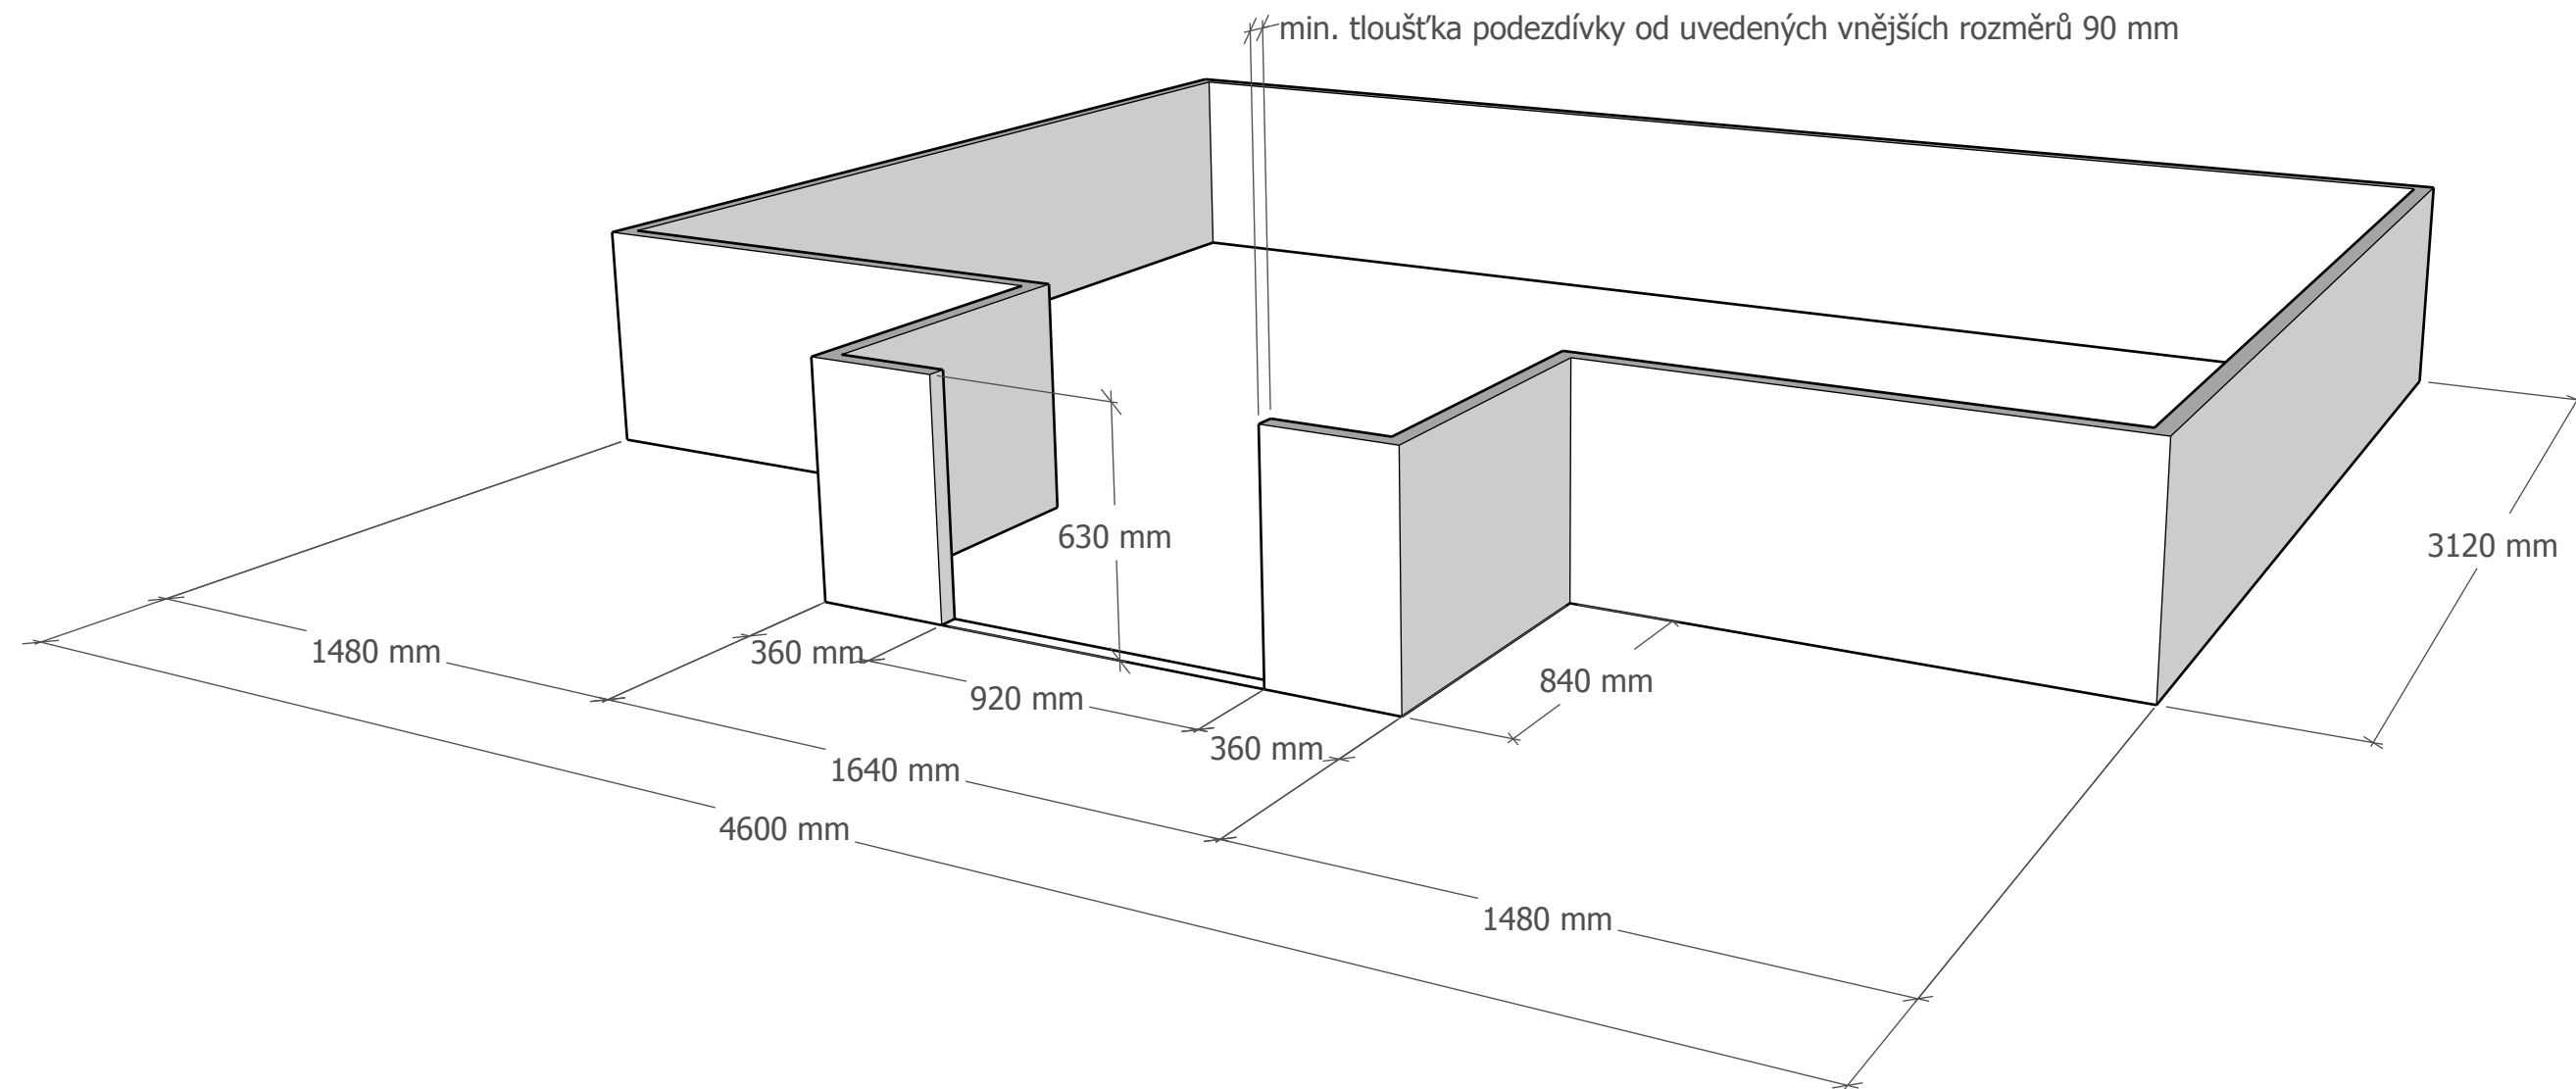 min. tloušťka podezdívky od uvedených vnějších rozměrů 90 mm
630 mm
3120 mm
1480 mm
360 mm
920 mm
840 mm
360 mm
1640 mm
4600 mm
1480 mm